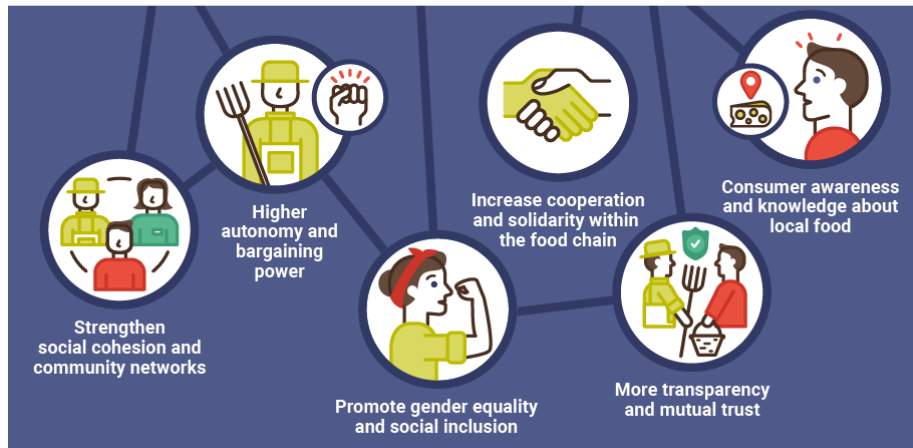 Strengthen
social cohesion and
community networks
Higher
autonomy and
bargaining
power
Promote gender equality
and social inclusion
Increase cooperation
and solidarity within
the food chain
More transparency
and mutual trust
Consumer awareness
and knowledge about
local food